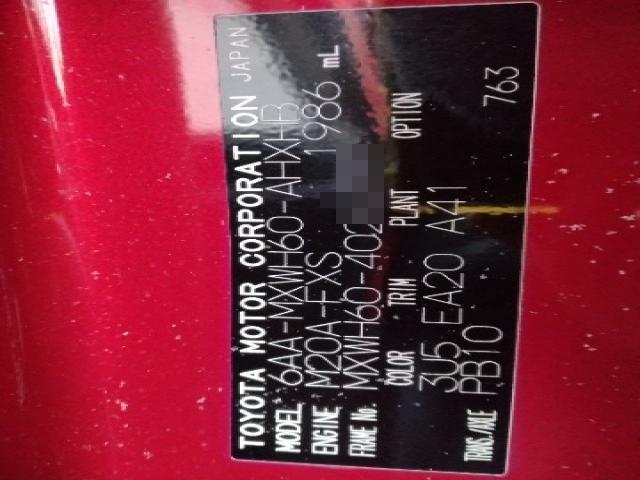 TOYOTA MOTOR CORPORATION JAPAN
MODEL 6AA-MXWH60-AHXHB
ENGINE M20A-FXS 1986 mL
FRAME No. MXWH60-402
COLOR TRIM PLANT OPTION
3U5 EA20 A41
TRANS./AXLE PB10 763